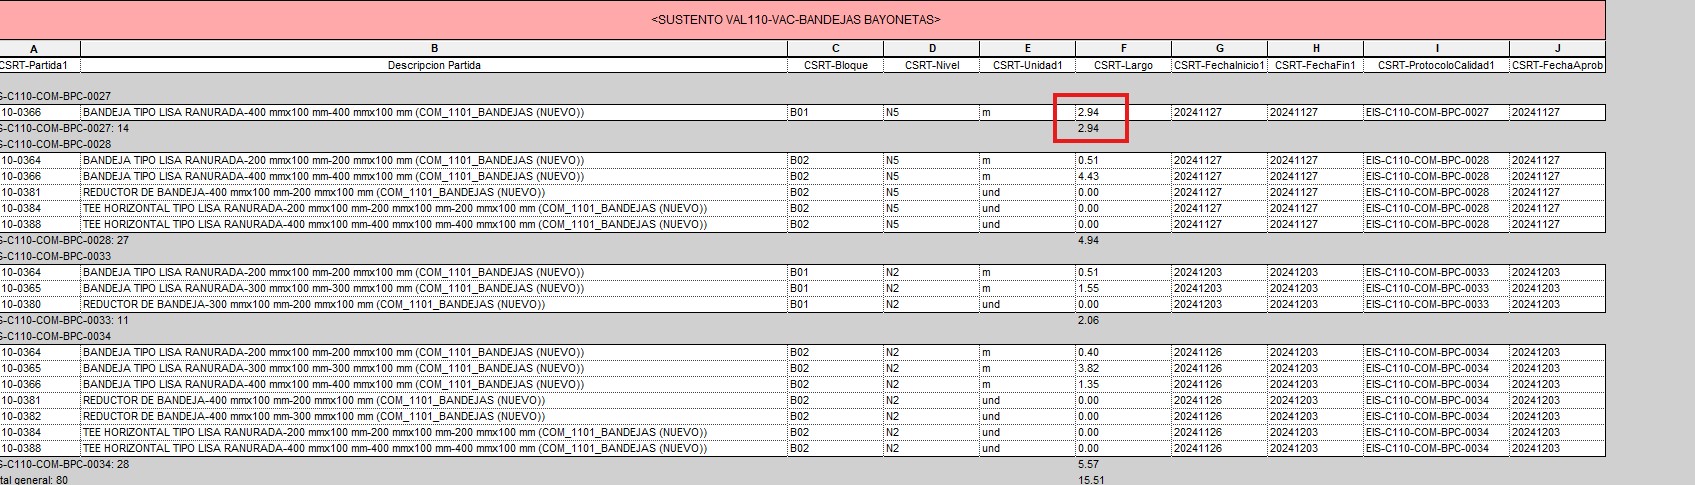 <SUSTENTO VAL110-VAC-BANDEJAS BAYONETAS>
A B C D E F G H I J
CSRT-Partida1 Descripcion Partida CSRT-Bloque CSRT-Nivel CSRT-Unidad1 CSRT-Largo CSRT-FechaInicio1 CSRT-FechaFin1 CSRT-ProtocoloCalidad1 CSRT-FechaAprob
S-C110-COM-BPC-0027
10-0366 BANDEJA TIPO LISA RANURADA-400 mmx100 mm-400 mmx100 mm (COM_1101_BANDEJAS (NUEVO)) B01 N5 m 2.94 20241127 20241127 EIS-C110-COM-BPC-0027 20241127
S-C110-COM-BPC-0027: 14 2.94
S-C110-COM-BPC-0028
10-0364 BANDEJA TIPO LISA RANURADA-200 mmx100 mm-200 mmx100 mm (COM_1101_BANDEJAS (NUEVO)) B02 N5 m 0.51 20241127 20241127 EIS-C110-COM-BPC-0028 20241127
10-0366 BANDEJA TIPO LISA RANURADA-400 mmx100 mm-400 mmx100 mm (COM_1101_BANDEJAS (NUEVO)) B02 N5 m 4.43 20241127 20241127 EIS-C110-COM-BPC-0028 20241127
10-0381 REDUCTOR DE BANDEJA-400 mmx100 mm-200 mmx100 mm (COM_1101_BANDEJAS (NUEVO)) B02 N5 und 0.00 20241127 20241127 EIS-C110-COM-BPC-0028 20241127
10-0384 TEE HORIZONTAL TIPO LISA RANURADA-200 mmx100 mm-200 mmx100 mm-200 mmx100 mm (COM_1101_BANDEJAS (NUEVO)) B02 N5 und 0.00 20241127 20241127 EIS-C110-COM-BPC-0028 20241127
10-0388 TEE HORIZONTAL TIPO LISA RANURADA-400 mmx100 mm-400 mmx100 mm-400 mmx100 mm (COM_1101_BANDEJAS (NUEVO)) B02 N5 und 0.00 20241127 20241127 EIS-C110-COM-BPC-0028 20241127
S-C110-COM-BPC-0028: 27 4.94
S-C110-COM-BPC-0033
10-0364 BANDEJA TIPO LISA RANURADA-200 mmx100 mm-200 mmx100 mm (COM_1101_BANDEJAS (NUEVO)) B01 N2 m 0.51 20241203 20241203 EIS-C110-COM-BPC-0033 20241203
10-0365 BANDEJA TIPO LISA RANURADA-300 mmx100 mm-300 mmx100 mm (COM_1101_BANDEJAS (NUEVO)) B01 N2 m 1.55 20241203 20241203 EIS-C110-COM-BPC-0033 20241203
10-0380 REDUCTOR DE BANDEJA-300 mmx100 mm-200 mmx100 mm (COM_1101_BANDEJAS (NUEVO)) B01 N2 und 0.00 20241203 20241203 EIS-C110-COM-BPC-0033 20241203
S-C110-COM-BPC-0033: 11 2.06
S-C110-COM-BPC-0034
10-0364 BANDEJA TIPO LISA RANURADA-200 mmx100 mm-200 mmx100 mm (COM_1101_BANDEJAS (NUEVO)) B02 N2 m 0.40 20241126 20241203 EIS-C110-COM-BPC-0034 20241203
10-0365 BANDEJA TIPO LISA RANURADA-300 mmx100 mm-300 mmx100 mm (COM_1101_BANDEJAS (NUEVO)) B02 N2 m 3.82 20241126 20241203 EIS-C110-COM-BPC-0034 20241203
10-0366 BANDEJA TIPO LISA RANURADA-400 mmx100 mm-400 mmx100 mm (COM_1101_BANDEJAS (NUEVO)) B02 N2 m 1.35 20241126 20241203 EIS-C110-COM-BPC-0034 20241203
10-0381 REDUCTOR DE BANDEJA-400 mmx100 mm-200 mmx100 mm (COM_1101_BANDEJAS (NUEVO)) B02 N2 und 0.00 20241126 20241203 EIS-C110-COM-BPC-0034 20241203
10-0382 REDUCTOR DE BANDEJA-400 mmx100 mm-300 mmx100 mm (COM_1101_BANDEJAS (NUEVO)) B02 N2 und 0.00 20241126 20241203 EIS-C110-COM-BPC-0034 20241203
10-0384 TEE HORIZONTAL TIPO LISA RANURADA-200 mmx100 mm-200 mmx100 mm-200 mmx100 mm (COM_1101_BANDEJAS (NUEVO)) B02 N2 und 0.00 20241126 20241203 EIS-C110-COM-BPC-0034 20241203
10-0388 TEE HORIZONTAL TIPO LISA RANURADA-400 mmx100 mm-400 mmx100 mm-400 mmx100 mm (COM_1101_BANDEJAS (NUEVO)) B02 N2 und 0.00 20241126 20241203 EIS-C110-COM-BPC-0034 20241203
S-C110-COM-BPC-0034: 28 5.57
tal general: 80 15.51